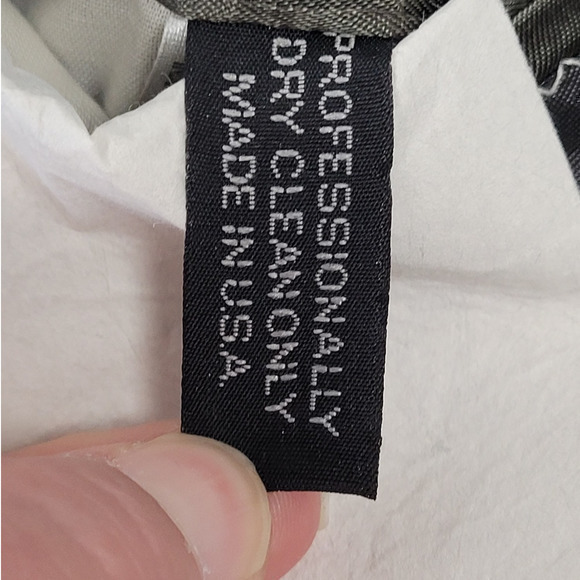 PROFESSIONALLY
DRY CLEAN ONLY
MADE IN U.S.A.